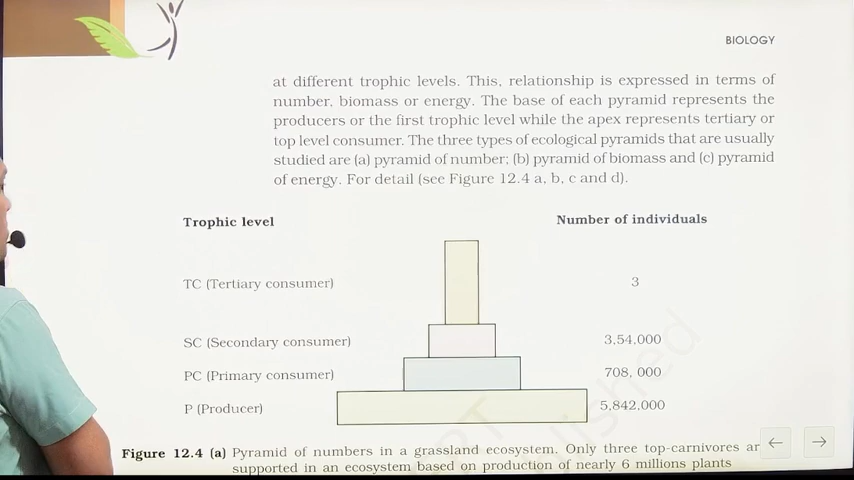 BIOLOGY
at different trophic levels. This, relationship is expressed in terms of
number, biomass or energy. The base of each pyramid represents the
producers or the first trophic level while the apex represents tertiary or
top level consumer. The three types of ecological pyramids that are usually
studied are (a) pyramid of number; (b) pyramid of biomass and (c) pyramid
of energy. For detail (see Figure 12.4 a, b, c and d).
Trophic level Number of individuals
TC (Tertiary consumer) 3
SC (Secondary consumer) 3,54,000
PC (Primary consumer) 708, 000
P (Producer) 5,842,000
Figure 12.4 (a) Pyramid of numbers in a grassland ecosystem. Only three top-carnivores ar
supported in an ecosystem based on production of nearly 6 millions plants